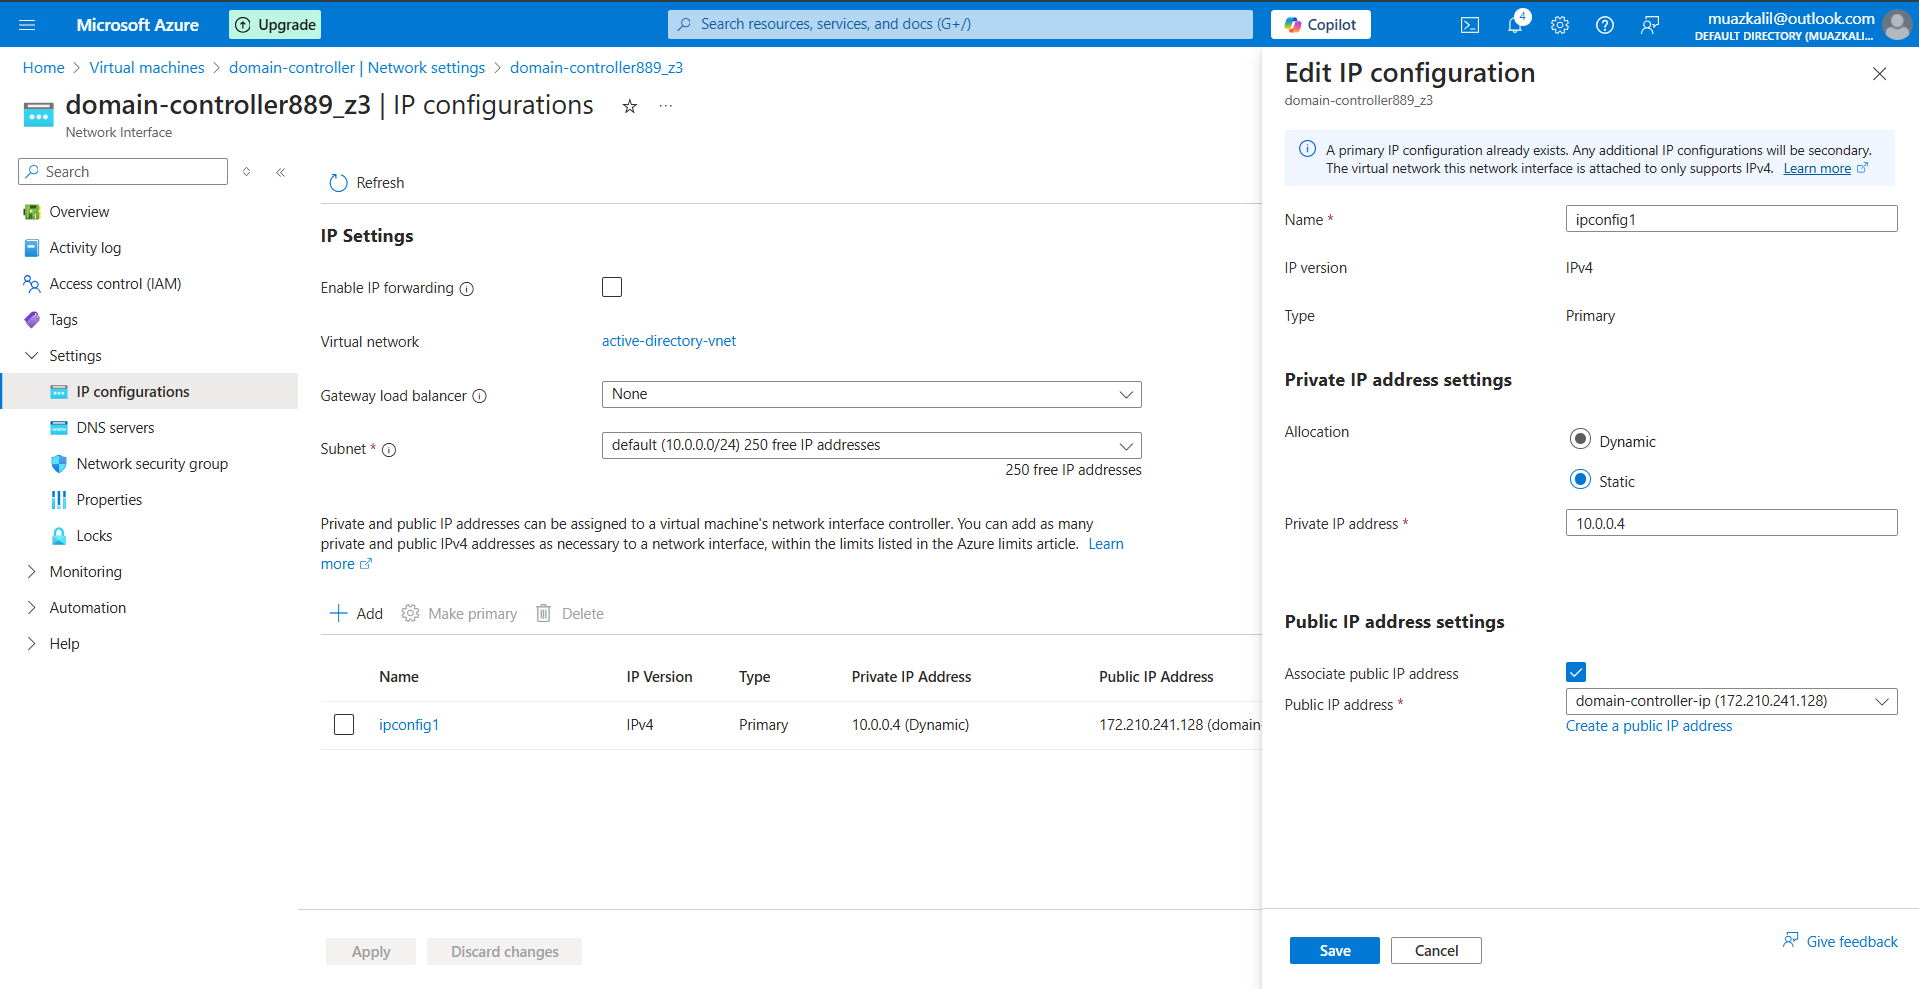 Microsoft Azure
Upgrade
Search resources, services, and docs (G+/)
Copilot
4
muazkalil@outlook.com
DEFAULT DIRECTORY (MUAZKALI...
Home > Virtual machines > domain-controller | Network settings > domain-controller889_z3
domain-controller889_z3 | IP configurations
Network Interface
Search
Overview
Activity log
Access control (IAM)
Tags
Settings
IP configurations
DNS servers
Network security group
Properties
Locks
Monitoring
Automation
Help
Refresh
IP Settings
Enable IP forwarding
Virtual network
active-directory-vnet
Gateway load balancer
None
Subnet *
default (10.0.0.0/24) 250 free IP addresses
250 free IP addresses
Private and public IP addresses can be assigned to a virtual machine's network interface controller. You can add as many
private and public IPv4 addresses as necessary to a network interface, within the limits listed in the Azure limits article. Learn
more
Add Make primary Delete
Name IP Version Type Private IP Address Public IP Address
ipconfig1 IPv4 Primary 10.0.0.4 (Dynamic) 172.210.241.128 (domain-
Apply Discard changes
Edit IP configuration
domain-controller889_z3
A primary IP configuration already exists. Any additional IP configurations will be secondary.
The virtual network this network interface is attached to only supports IPv4. Learn more
Name *
ipconfig1
IP version
IPv4
Type
Primary
Private IP address settings
Allocation
Dynamic
Static
Private IP address *
10.0.0.4
Public IP address settings
Associate public IP address
Public IP address *
domain-controller-ip (172.210.241.128)
Create a public IP address
Save Cancel
Give feedback